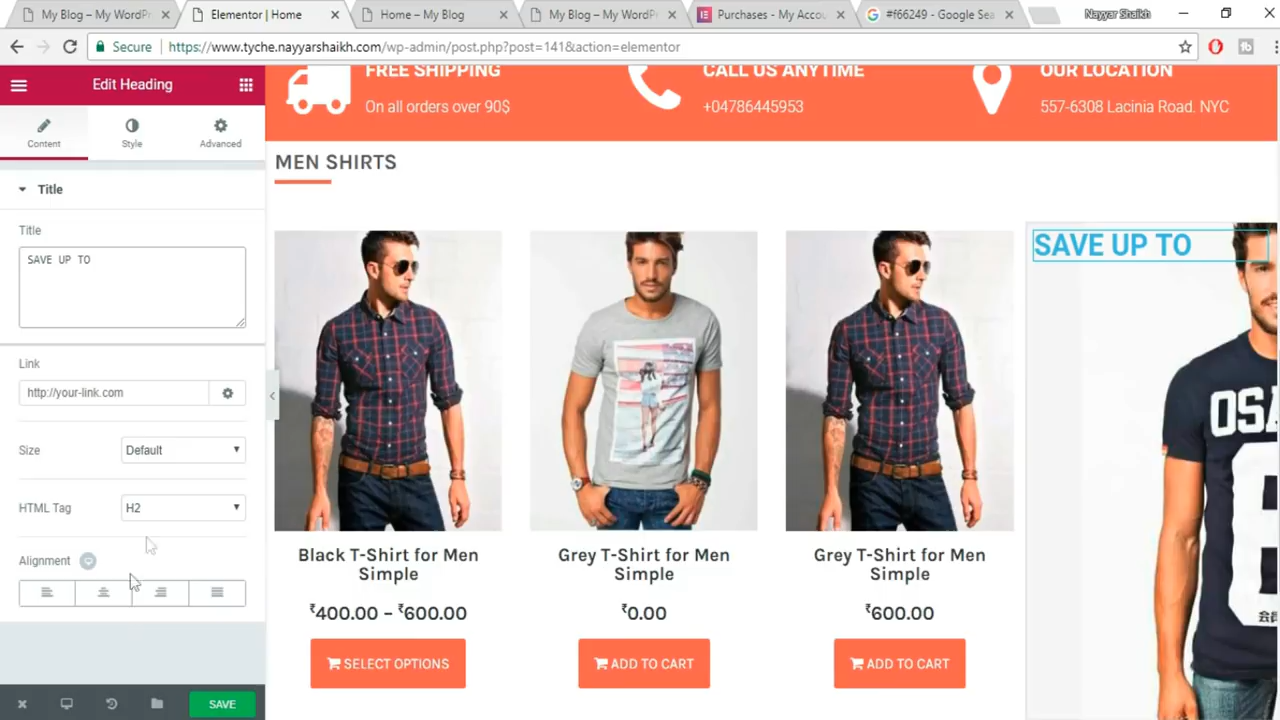 My Blog – My WordPr
Elementor | Home
Home – My Blog
My Blog – My WordPr
Purchases - My Accou
#f66249 - Google Sea
Nayyar Shaikh
Secure
https://www.tyche.nayyarshaikh.com/wp-admin/post.php?post=141&action=elementor
Edit Heading
Content
Style
Advanced
Title
Title
SAVE UP TO
Link
http://your-link.com
Size
Default
HTML Tag
H2
Alignment
SAVE
FREE SHIPPING
On all orders over 90$
CALL US ANYTIME
+04786445953
OUR LOCATION
557-6308 Lacinia Road. NYC
MEN SHIRTS
SAVE UP TO
OSA
Black T-Shirt for Men
Simple
₹400.00 – ₹600.00
SELECT OPTIONS
Grey T-Shirt for Men
Simple
₹0.00
ADD TO CART
Grey T-Shirt for Men
Simple
₹600.00
ADD TO CART